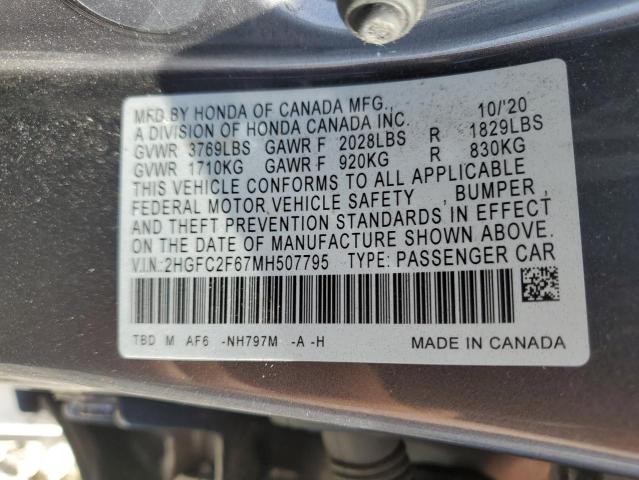 MFD.BY HONDA OF CANADA MFG., 10/'20
A DIVISION OF HONDA CANADA INC.
GVWR 3769LBS GAWR F 2028LBS R 1829LBS
GVWR 1710KG GAWR F 920KG R 830KG
THIS VEHICLE CONFORMS TO ALL APPLICABLE
FEDERAL MOTOR VEHICLE SAFETY , BUMPER,
AND THEFT PREVENTION STANDARDS IN EFFECT
ON THE DATE OF MANUFACTURE SHOWN ABOVE.
V.I.N.:2HGFC2F67MH507795 TYPE: PASSENGER CAR
TBD M AF6 -NH797M -A -H MADE IN CANADA